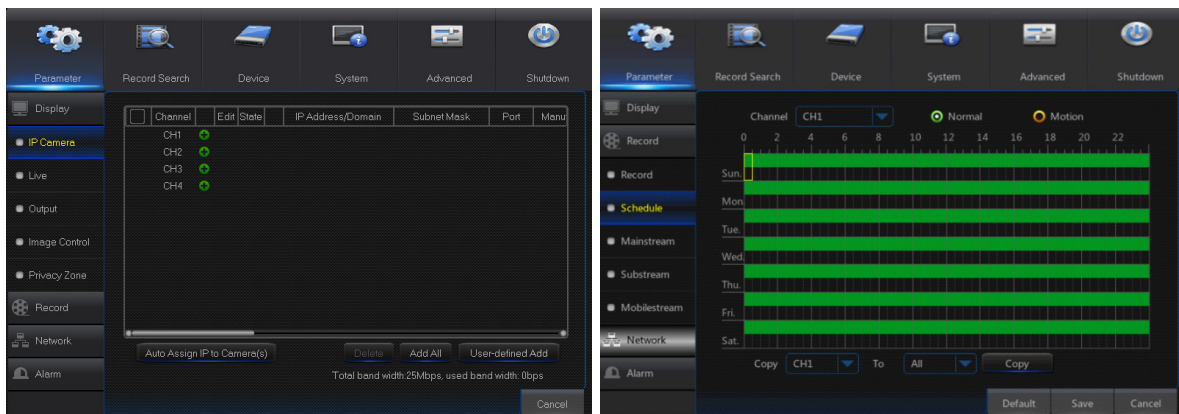 Parameter Record Search Device System Advanced Shutdown
Display
IP Camera
Live
Output
Image Control
Privacy Zone
Record
Network
Alarm
Channel Edit State IP Address/Domain Subnet Mask Port Manu
CH1
CH2
CH3
CH4
Auto Assign IP to Camera(s) Delete Add All User-defined Add
Total band width:25Mbps, used band width: 0bps
Cancel
Parameter Record Search Device System Advanced Shutdown
Display
Record
Record
Schedule
Mainstream
Substream
Mobilestream
Network
Alarm
Channel CH1 Normal Motion
0 2 4 6 8 10 12 14 16 18 20 22
Sun.
Mon
Tue.
Wed.
Thu.
Fri.
Sat.
Copy CH1 To All Copy
Default Save Cancel